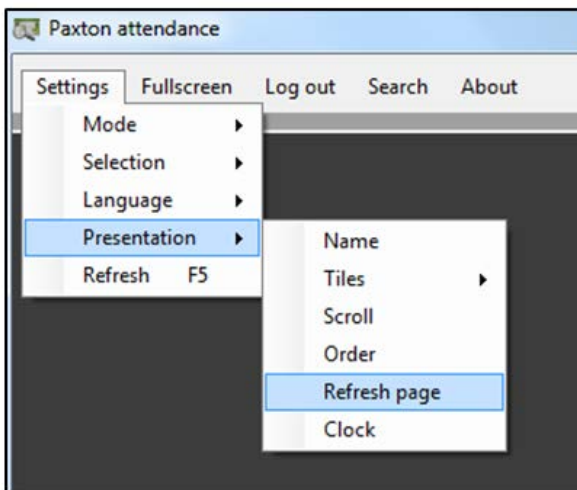 Paxton attendance
Settings Fullscreen Log out Search About
Mode
Selection
Language
Presentation
Refresh F5
Name
Tiles
Scroll
Order
Refresh page
Clock